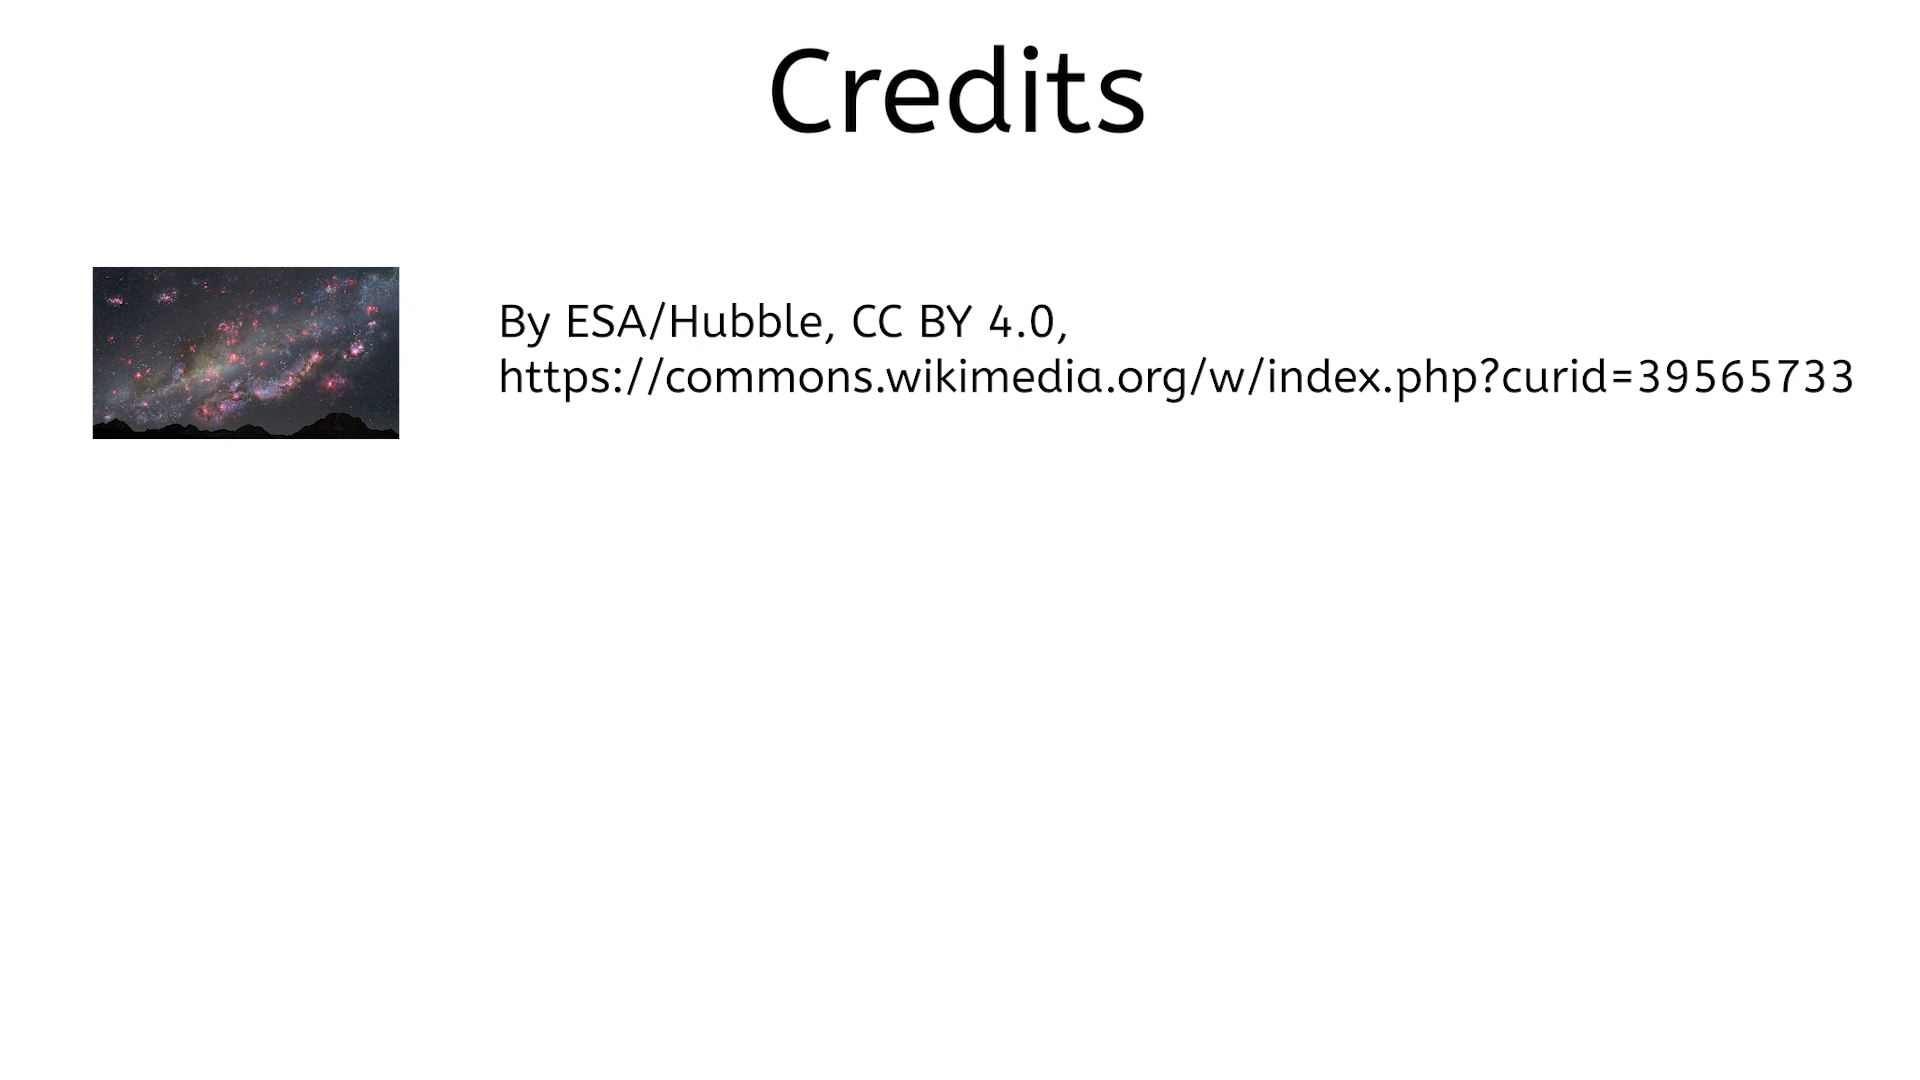 Credits
By ESA/Hubble, CC BY 4.0,
https://commons.wikimedia.org/w/index.php?curid=39565733